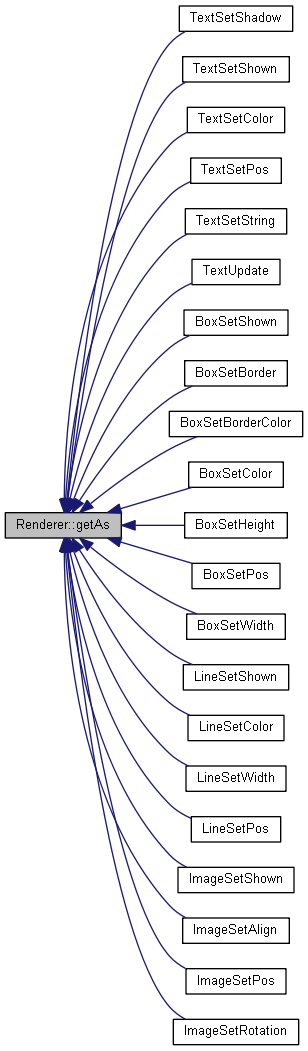 TextSetShadow
TextSetShown
TextSetColor
TextSetPos
TextSetString
TextUpdate
BoxSetShown
BoxSetBorder
BoxSetBorderColor
BoxSetColor
Renderer::getAs
BoxSetHeight
BoxSetPos
BoxSetWidth
LineSetShown
LineSetColor
LineSetWidth
LineSetPos
ImageSetShown
ImageSetAlign
ImageSetPos
ImageSetRotation